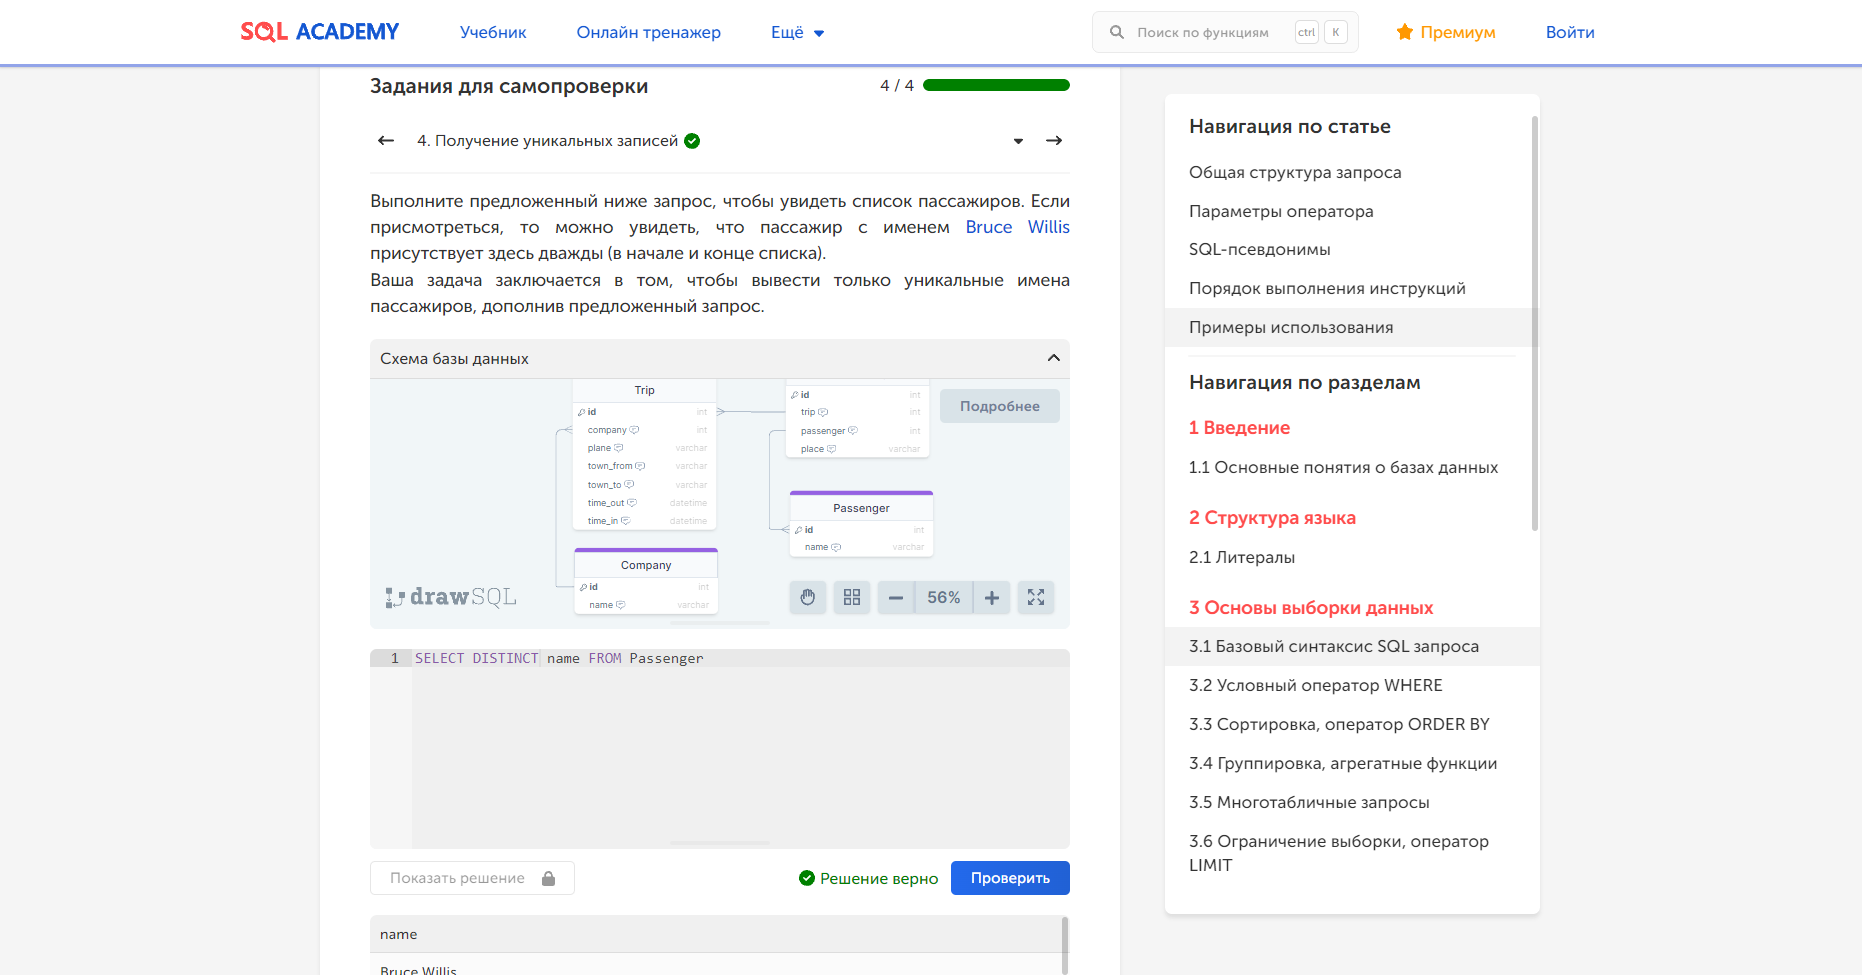 SQL ACADEMY
Учебник
Онлайн тренажер
Ещё
Поиск по функциям
ctrl
K
Премиум
Войти
Задания для самопроверки
4 / 4
4. Получение уникальных записей
Выполните предложенный ниже запрос, чтобы увидеть список пассажиров. Если
присмотреться, то можно увидеть, что пассажир с именем Bruce Willis
присутствует здесь дважды (в начале и конце списка).
Ваша задача заключается в том, чтобы вывести только уникальные имена
пассажиров, дополнив предложенный запрос.
Схема базы данных
Trip
id int
company int
plane varchar
town_from varchar
town_to varchar
time_out datetime
time_in datetime
id int
trip int
passenger int
place varchar
Подробнее
Passenger
id int
name varchar
Company
id int
name varchar
drawSQL
56%
1 SELECT DISTINCT name FROM Passenger
Показать решение
Решение верно
Проверить
name
Bruce Willis
Навигация по статье
Общая структура запроса
Параметры оператора
SQL-псевдонимы
Порядок выполнения инструкций
Примеры использования
Навигация по разделам
1 Введение
1.1 Основные понятия о базах данных
2 Структура языка
2.1 Литералы
3 Основы выборки данных
3.1 Базовый синтаксис SQL запроса
3.2 Условный оператор WHERE
3.3 Сортировка, оператор ORDER BY
3.4 Группировка, агрегатные функции
3.5 Многотабличные запросы
3.6 Ограничение выборки, оператор
LIMIT